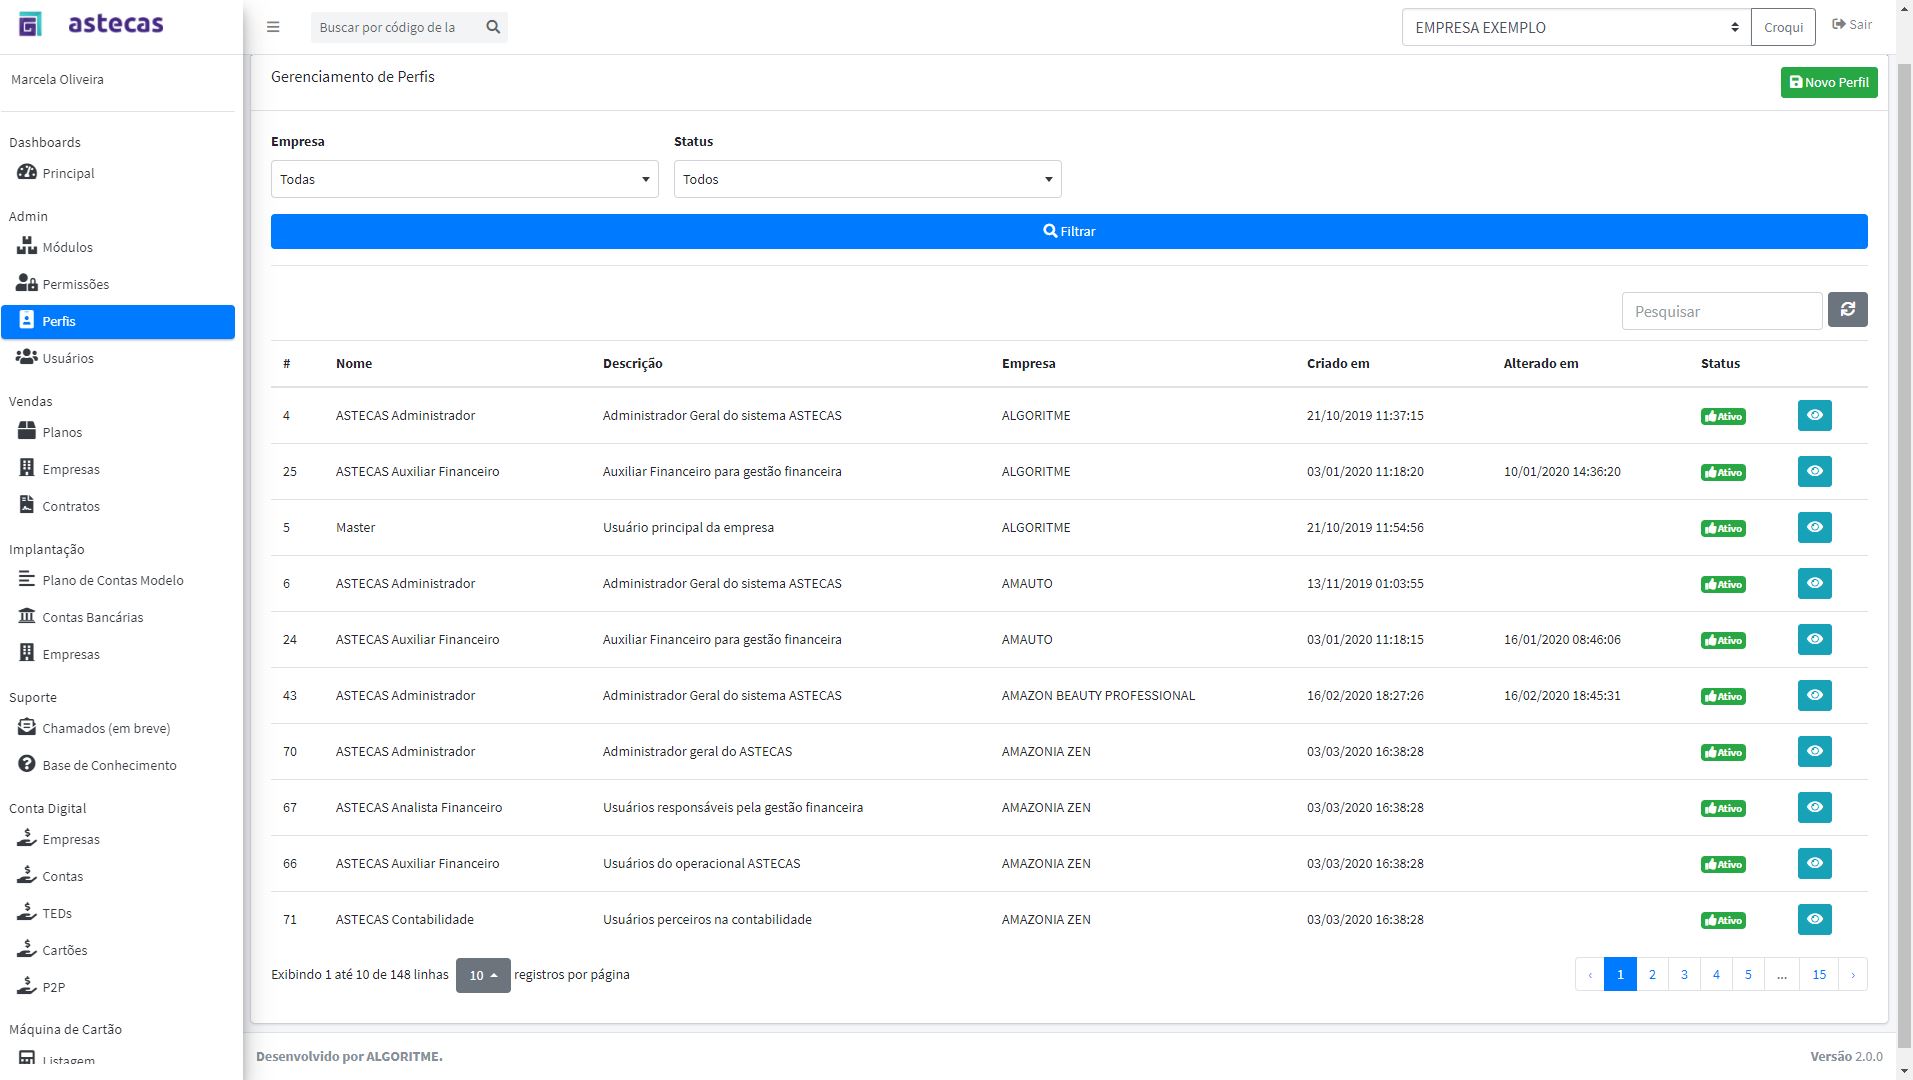 astecas
Buscar por código de la
EMPRESA EXEMPLO
Croqui
Sair
Marcela Oliveira
Dashboards
Principal
Admin
Módulos
Permissões
Perfis
Usuários
Vendas
Planos
Empresas
Contratos
Implantação
Plano de Contas Modelo
Contas Bancárias
Empresas
Suporte
Chamados (em breve)
Base de Conhecimento
Conta Digital
Empresas
Contas
TEDs
Cartões
P2P
Máquina de Cartão
Listagem
Gerenciamento de Perfis
Novo Perfil
Empresa Status
Todas Todos
Filtrar
Pesquisar
# Nome Descrição Empresa Criado em Alterado em Status
4 ASTECAS Administrador Administrador Geral do sistema ASTECAS ALGORITME 21/10/2019 11:37:15 Ativo
25 ASTECAS Auxiliar Financeiro Auxiliar Financeiro para gestão financeira ALGORITME 03/01/2020 11:18:20 10/01/2020 14:36:20 Ativo
5 Master Usuário principal da empresa ALGORITME 21/10/2019 11:54:56 Ativo
6 ASTECAS Administrador Administrador Geral do sistema ASTECAS AMAUTO 13/11/2019 01:03:55 Ativo
24 ASTECAS Auxiliar Financeiro Auxiliar Financeiro para gestão financeira AMAUTO 03/01/2020 11:18:15 16/01/2020 08:46:06 Ativo
43 ASTECAS Administrador Administrador Geral do sistema ASTECAS AMAZON BEAUTY PROFESSIONAL 16/02/2020 18:27:26 16/02/2020 18:45:31 Ativo
70 ASTECAS Administrador Administrador geral do ASTECAS AMAZONIA ZEN 03/03/2020 16:38:28 Ativo
67 ASTECAS Analista Financeiro Usuários responsáveis pela gestão financeira AMAZONIA ZEN 03/03/2020 16:38:28 Ativo
66 ASTECAS Auxiliar Financeiro Usuários do operacional ASTECAS AMAZONIA ZEN 03/03/2020 16:38:28 Ativo
71 ASTECAS Contabilidade Usuários perceiros na contabilidade AMAZONIA ZEN 03/03/2020 16:38:28 Ativo
Exibindo 1 até 10 de 148 linhas 10 registros por página
‹ 1 2 3 4 5 ... 15 ›
Desenvolvido por ALGORITME.
Versão 2.0.0